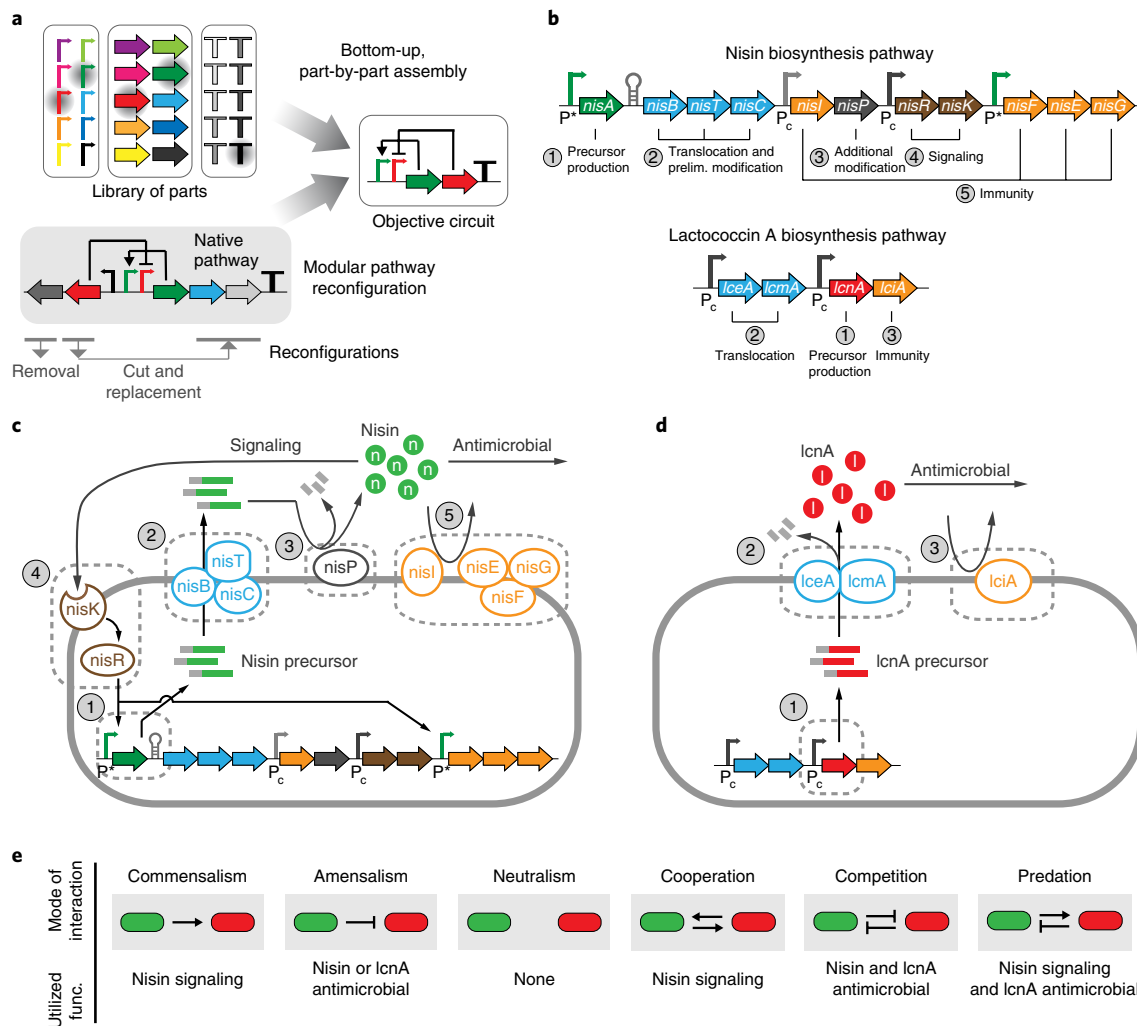 a
Bottom-up,
part-by-part assembly
Library of parts
Objective circuit
Native
pathway
Modular pathway
reconfiguration
Reconfigurations
Removal
Cut and
replacement
b
Nisin biosynthesis pathway
nisA
nisB
nisT
nisC
nisI
nisP
nisR
nisK
nisF
nisE
nisG
P*
Pc
Pc
P*
1 Precursor
production
2 Translocation and
prelim. modification
3 Additional
modification
4 Signaling
5 Immunity
Lactococcin A biosynthesis pathway
lceA
lcmA
lcnA
lciA
Pc
Pc
2
Translocation
1
Precursor
production
3
Immunity
c
Signaling
Nisin
Antimicrobial
n
n
n
n
n
n
n
2
3
5
4
nisT
nisB
nisC
nisP
nisI
nisE
nisG
nisF
nisK
nisR
Nisin precursor
1
P*
Pc
Pc
P*
d
lcnA
Antimicrobial
l
l
l
l
l
l
2
3
lceA
lcmA
lciA
lcnA precursor
1
Pc
Pc
e
Mode of
interaction
Commensalism
Amensalism
Neutralism
Cooperation
Competition
Predation
Utilized
func.
Nisin signaling
Nisin or lcnA
antimicrobial
None
Nisin signaling
Nisin and lcnA
antimicrobial
Nisin signaling
and lcnA antimicrobial